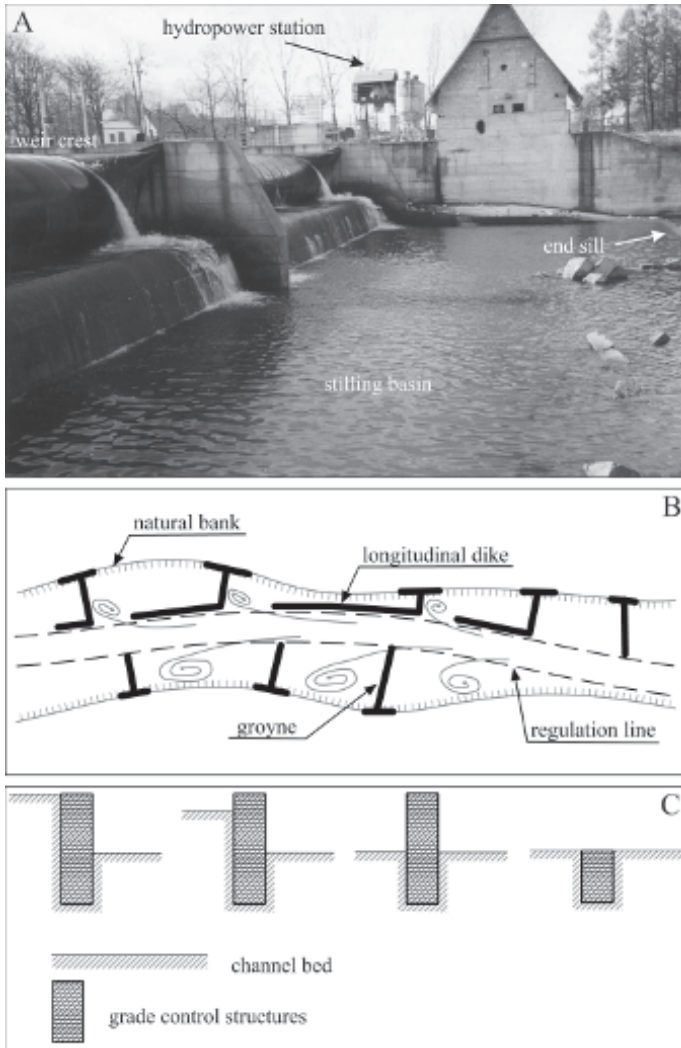 A
hydropower station
weir crest
end sill
stilling basin
B
natural bank
longitudinal dike
groyne
regulation line
C
channel bed
grade control structures